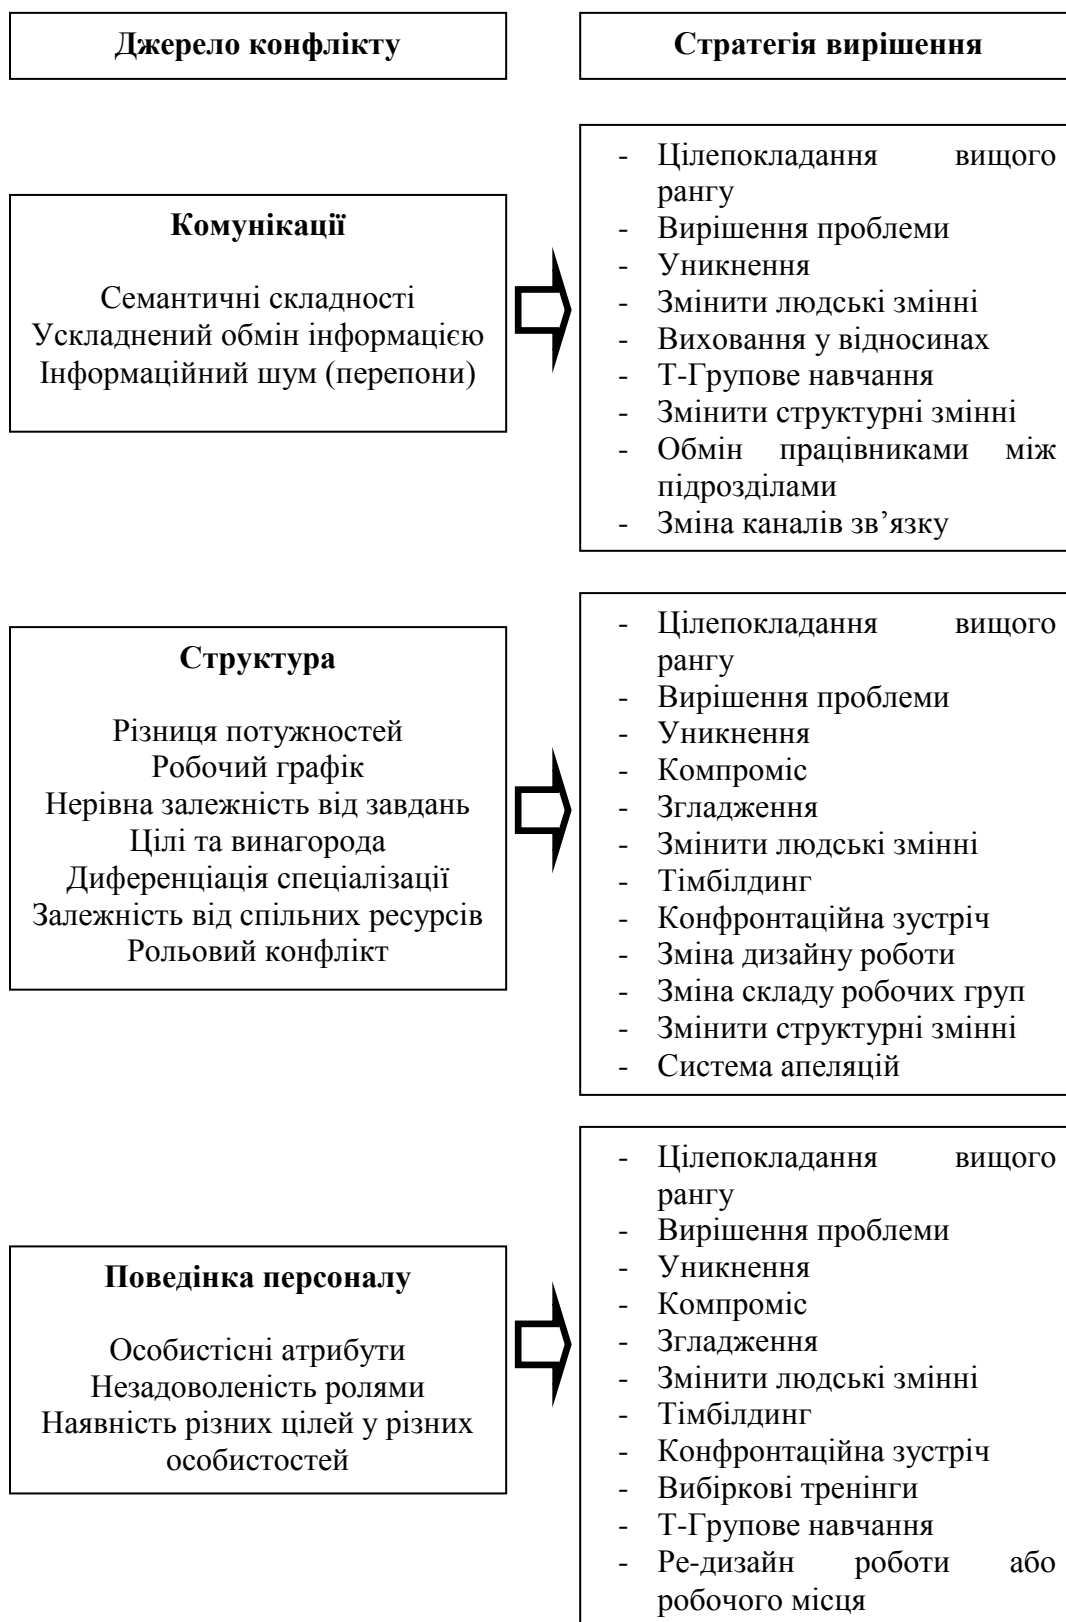 Джерело конфлікту
Стратегія вирішення
Комунікації
Семантичні складності
Ускладнений обмін інформацією
Інформаційний шум (перепони)
- Цілепокладання вищого
рангу
- Вирішення проблеми
- Уникнення
- Змінити людські змінні
- Виховання у відносинах
- Т-Групове навчання
- Змінити структурні змінні
- Обмін працівниками між
підрозділами
- Зміна каналів зв’язку
Структура
Різниця потужностей
Робочий графік
Нерівна залежність від завдань
Цілі та винагорода
Диференціація спеціалізації
Залежність від спільних ресурсів
Рольовий конфлікт
- Цілепокладання вищого
рангу
- Вирішення проблеми
- Уникнення
- Компроміс
- Згладження
- Змінити людські змінні
- Тімбілдинг
- Конфронтаційна зустріч
- Зміна дизайну роботи
- Зміна складу робочих груп
- Змінити структурні змінні
- Система апеляцій
Поведінка персоналу
Особистісні атрибути
Незадоволеність ролями
Наявність різних цілей у різних
особистостей
- Цілепокладання вищого
рангу
- Вирішення проблеми
- Уникнення
- Компроміс
- Згладження
- Змінити людські змінні
- Тімбілдинг
- Конфронтаційна зустріч
- Вибіркові тренінги
- Т-Групове навчання
- Ре-дизайн роботи або
робочого місця